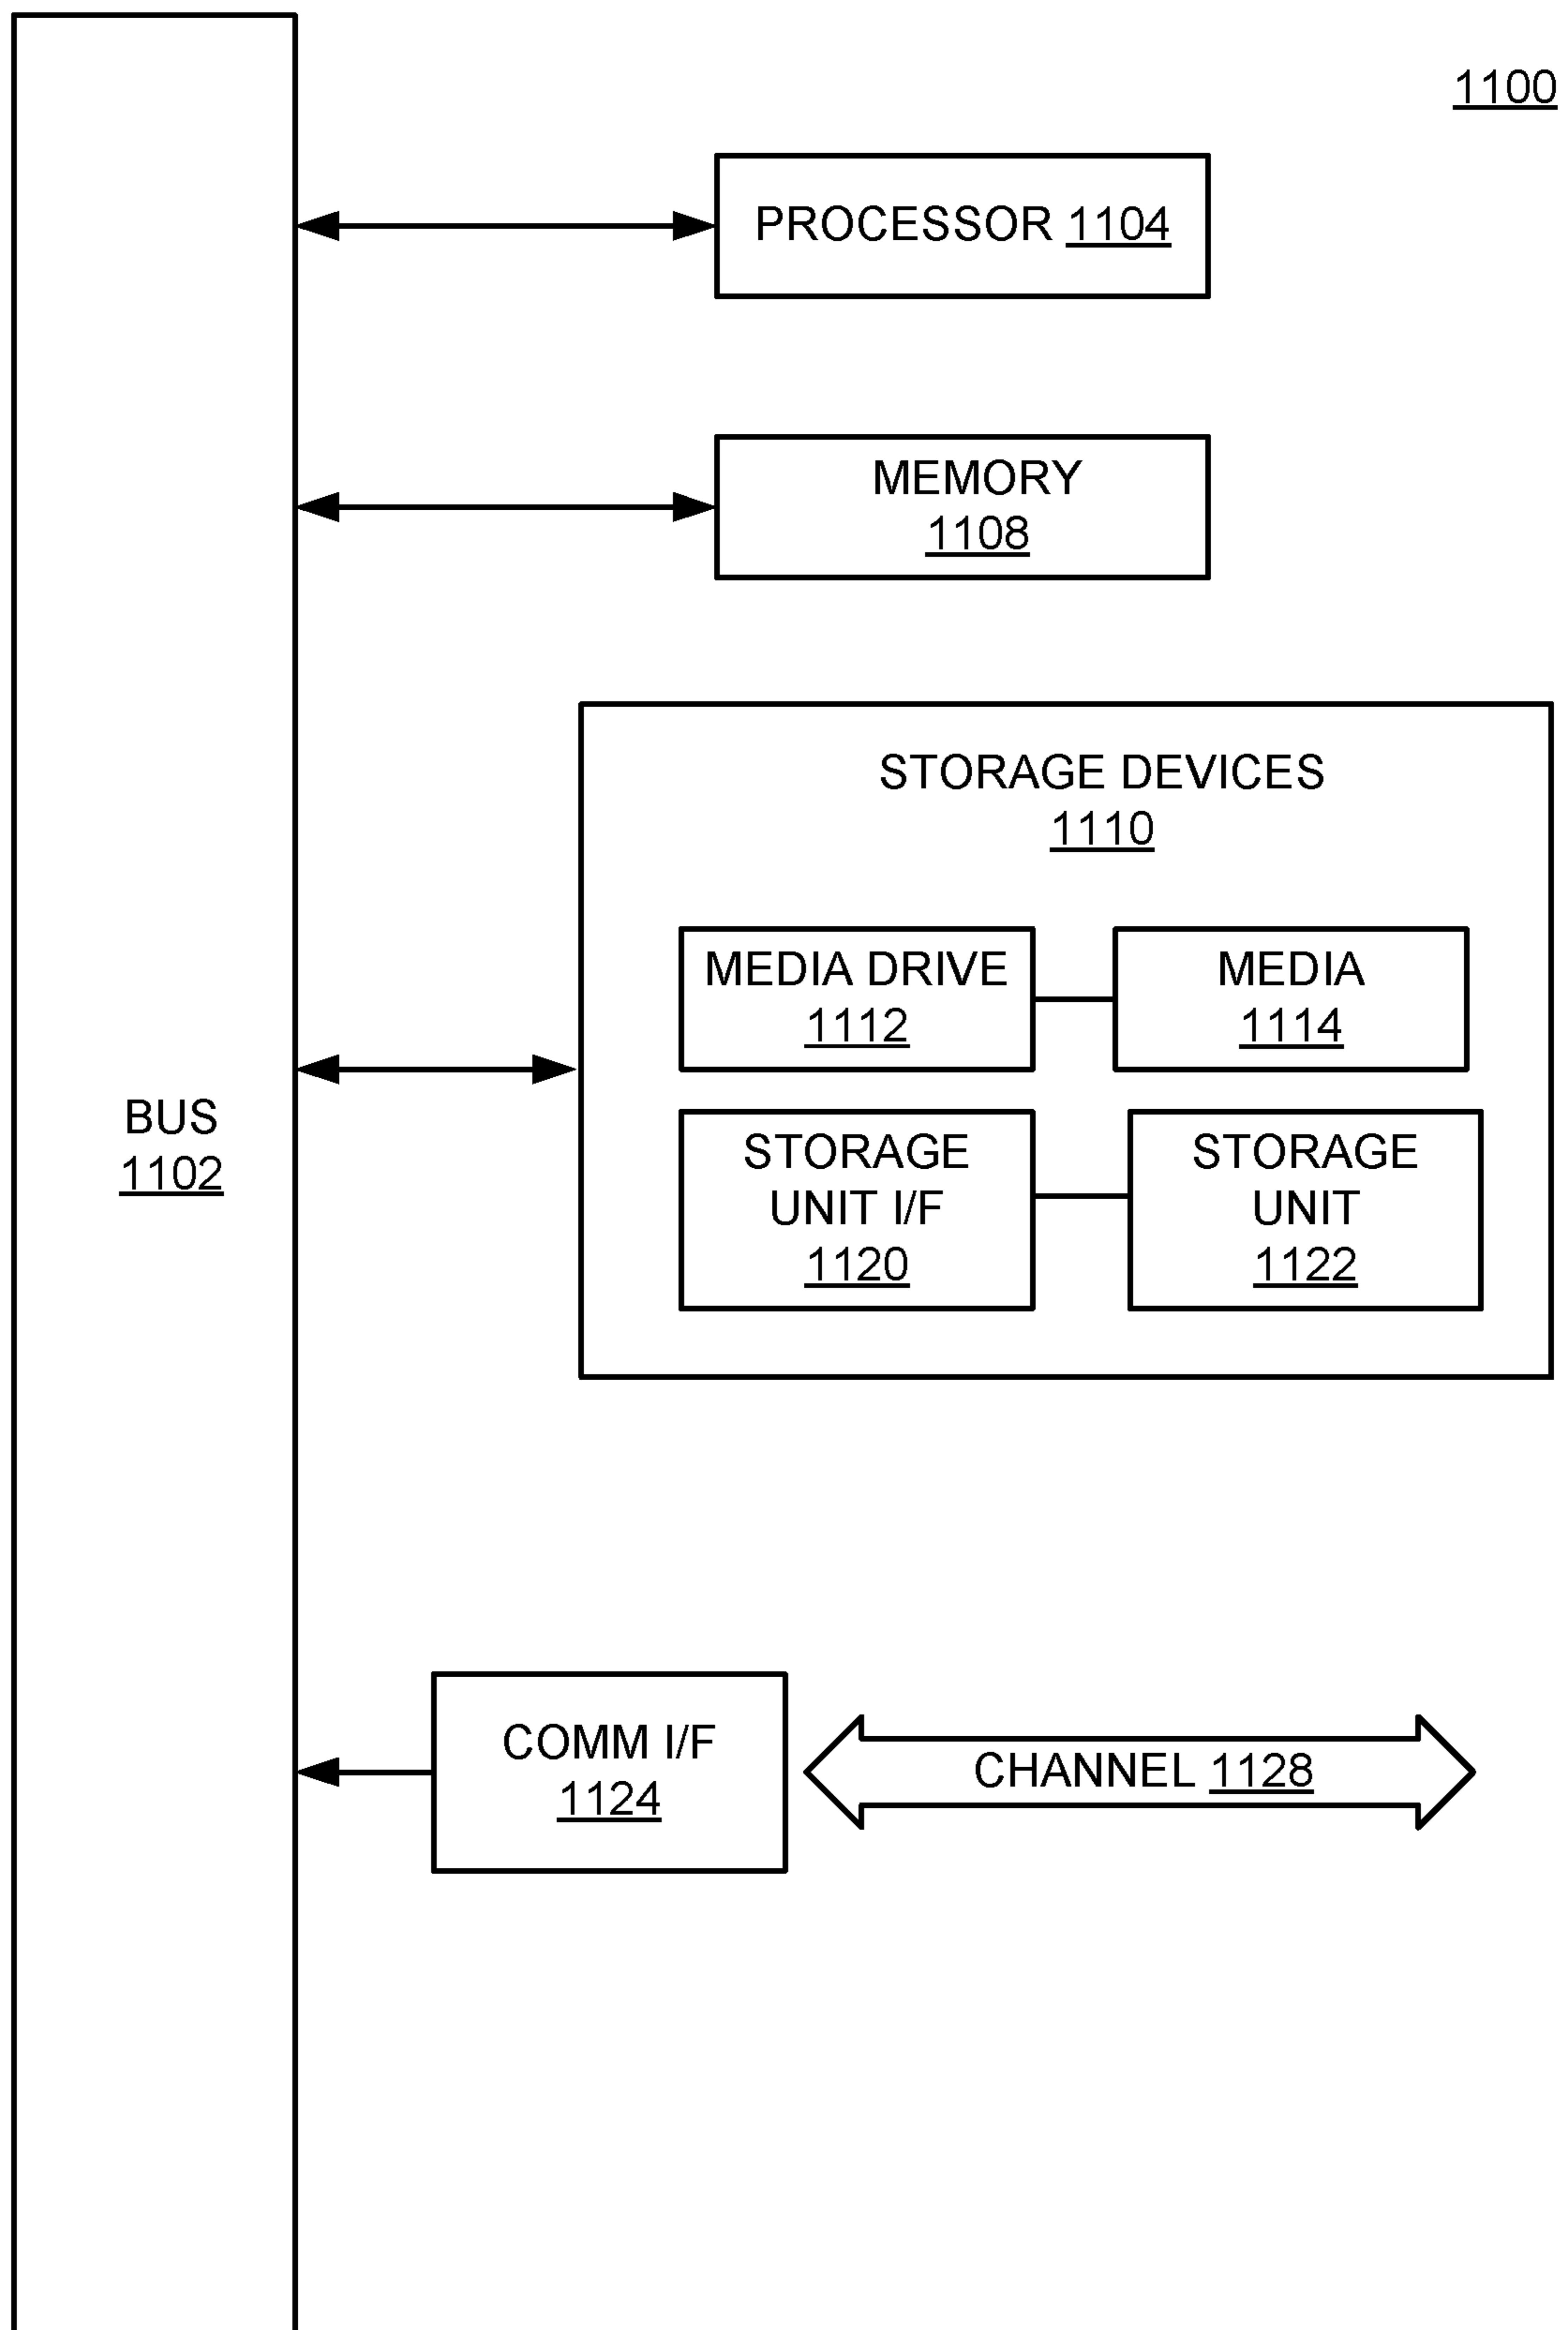 1100
PROCESSOR 1104
MEMORY
1108
STORAGE DEVICES
1110
MEDIA DRIVE
1112
MEDIA
1114
BUS
1102
STORAGE
UNIT I/F
1120
STORAGE
UNIT
1122
COMM I/F
1124
CHANNEL 1128